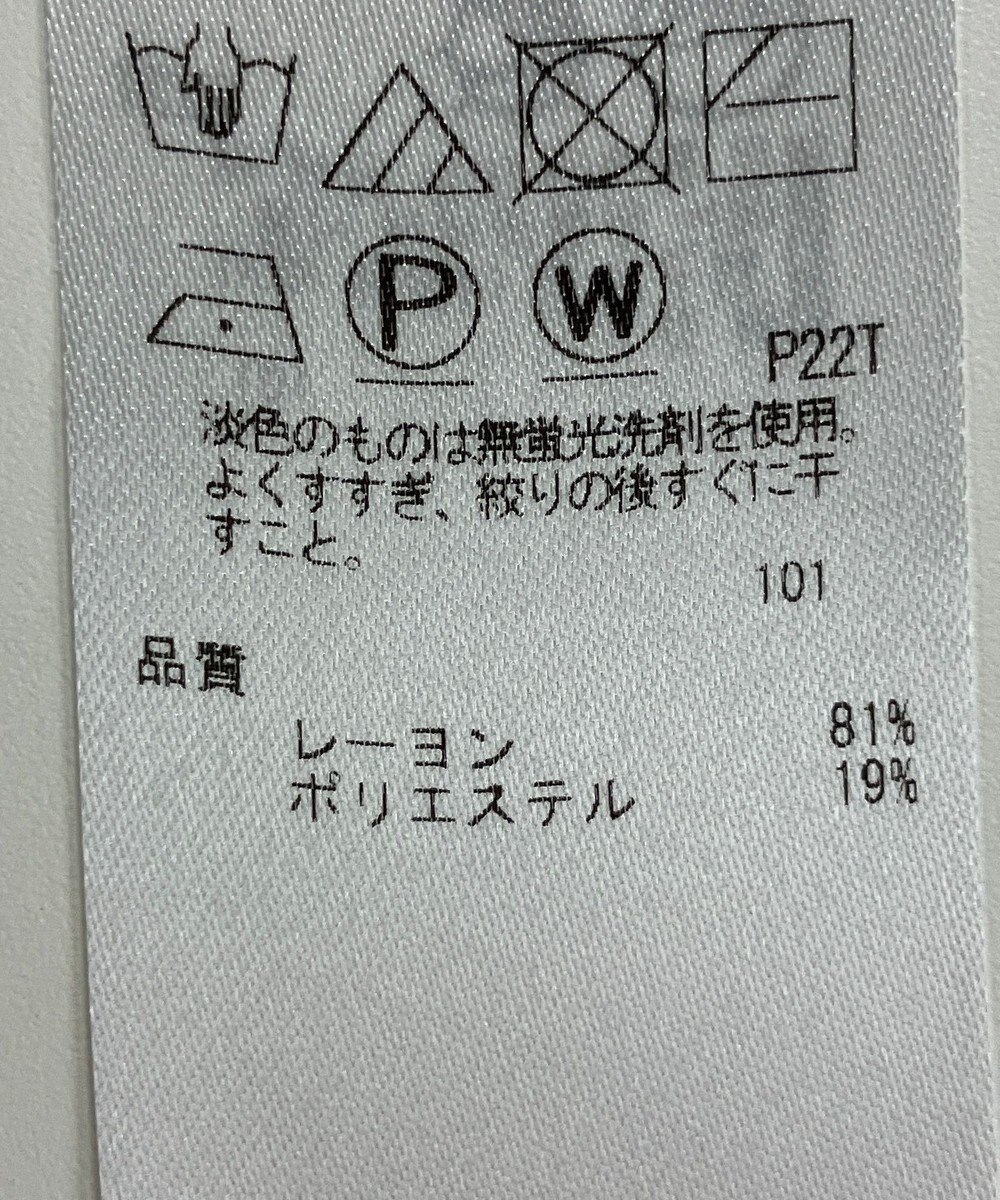 P W P22T
淡色のものは無蛍光洗剤を使用。
よくすすぎ、絞りの後すぐに干
すこと。
101
品質
レーヨン 81%
ポリエステル 19%